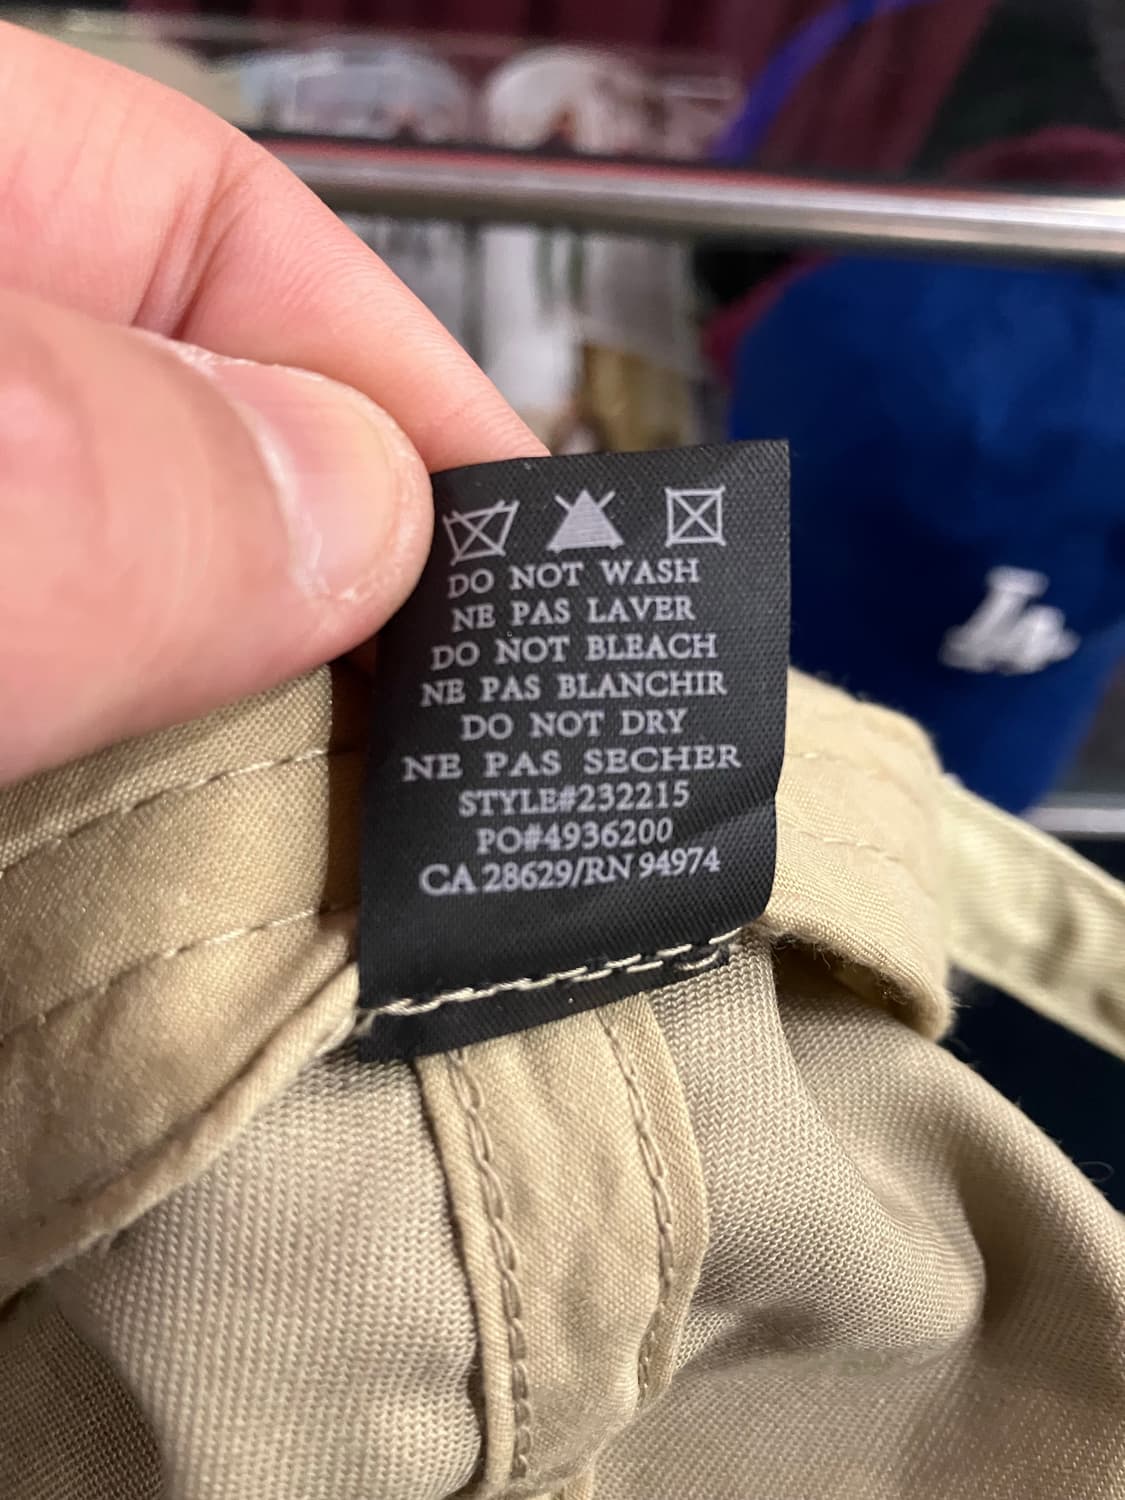 DO NOT WASH
NE PAS LAVER
DO NOT BLEACH
NE PAS BLANCHIR
DO NOT DRY
NE PAS SECHER
STYLE#232215
PO#4936200
CA 28629/RN 94974
LA